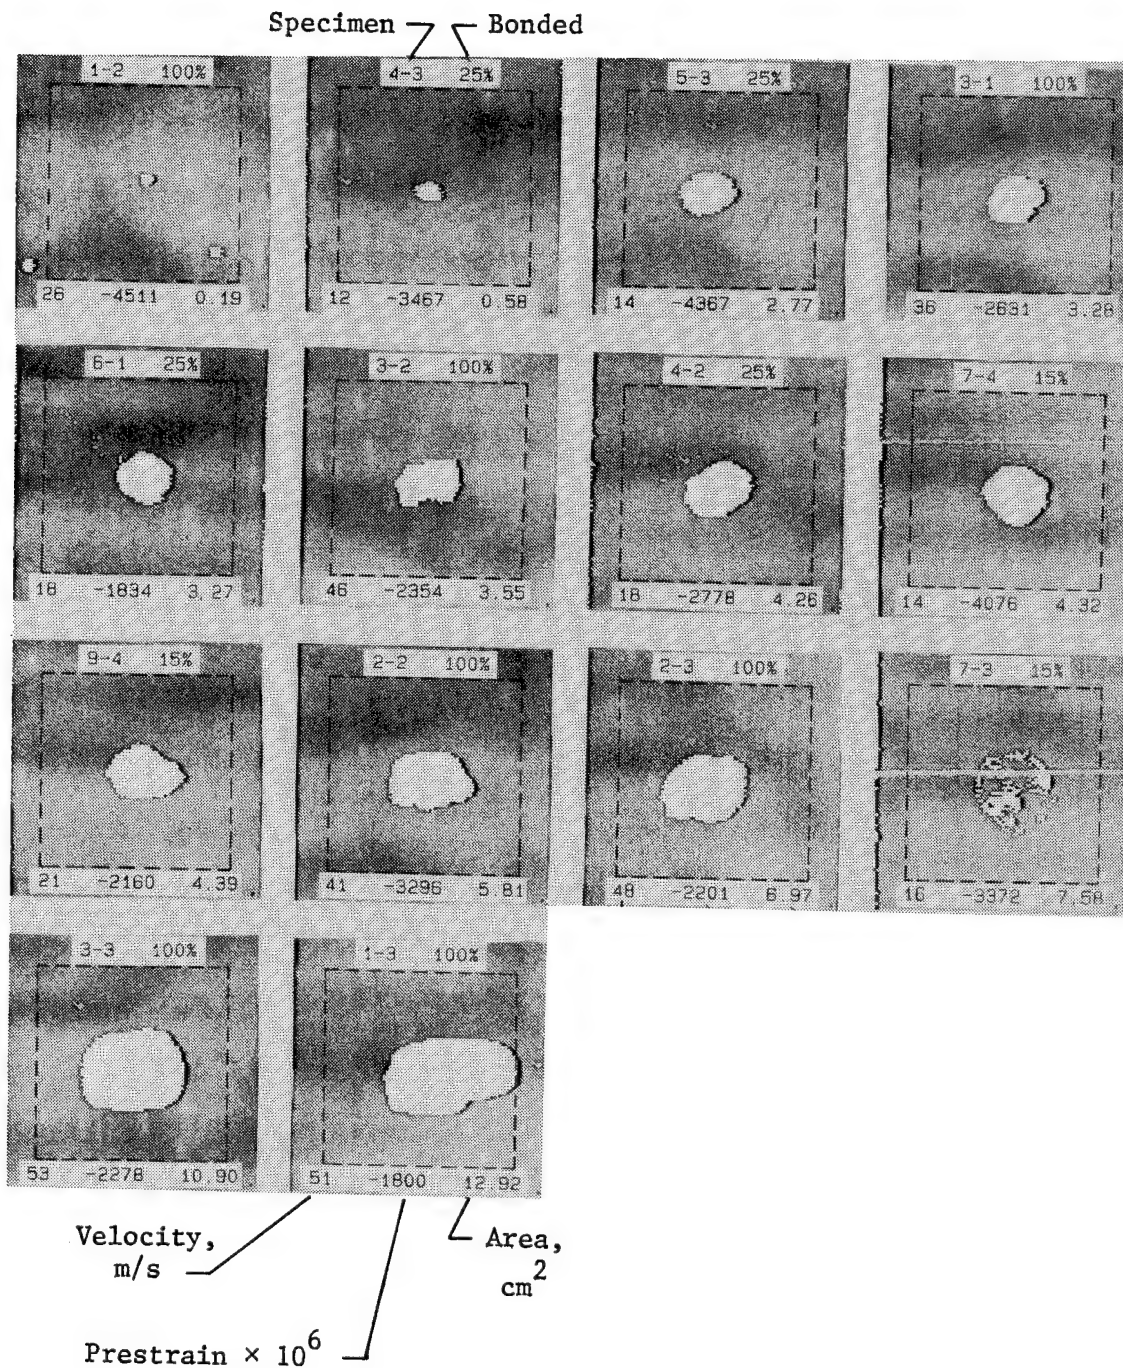 Specimen Bonded
1-2 100%
26 -4511 0.19
4-3 25%
12 -3467 0.58
5-3 25%
14 -4367 2.77
3-1 100%
36 -2631 3.28
6-1 25%
18 -1834 3.27
3-2 100%
46 -2354 3.55
4-2 25%
18 -2778 4.26
7-4 15%
14 -4076 4.32
9-4 15%
21 -2160 4.39
2-2 100%
41 -3296 5.81
2-3 100%
48 -2201 6.97
7-3 15%
16 -3372 7.58
3-3 100%
53 -2278 10.90
1-3 100%
51 -1800 12.92
Velocity,
m/s
Area,
cm²
Prestrain × 10⁶